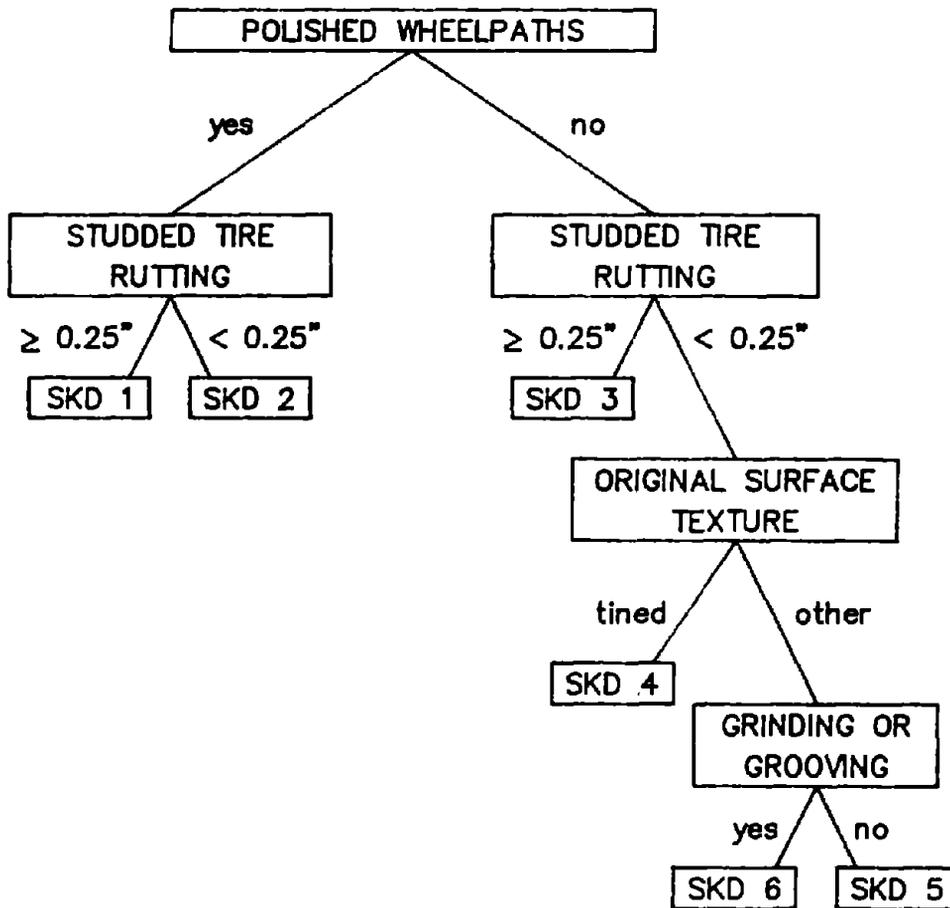 POLISHED WHEELPATHS
yes
no
STUDDED TIRE
RUTTING
STUDDED TIRE
RUTTING
≥ 0.25"
< 0.25"
≥ 0.25"
< 0.25"
SKD 1
SKD 2
SKD 3
ORIGINAL SURFACE
TEXTURE
tined
other
SKD 4
GRINDING OR
GROOVING
yes
no
SKD 6
SKD 5